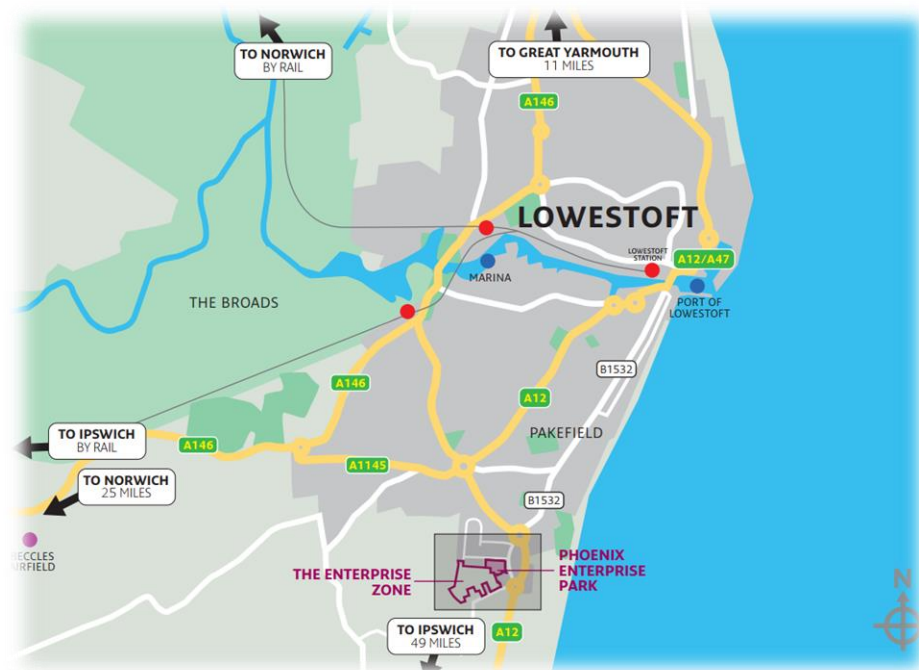 TO NORWICH
BY RAIL
TO GREAT YARMOUTH
11 MILES
A146
LOWESTOFT
LOWESTOFT
STATION
A12/A47
MARINA
PORT OF
LOWESTOFT
THE BROADS
B1532
A146
A12
PAKEFIELD
TO IPSWICH
BY RAIL
A146
A1145
TO NORWICH
25 MILES
B1532
THE ENTERPRISE
ZONE
PHOENIX
ENTERPRISE
PARK
TO IPSWICH
49 MILES
A12
N